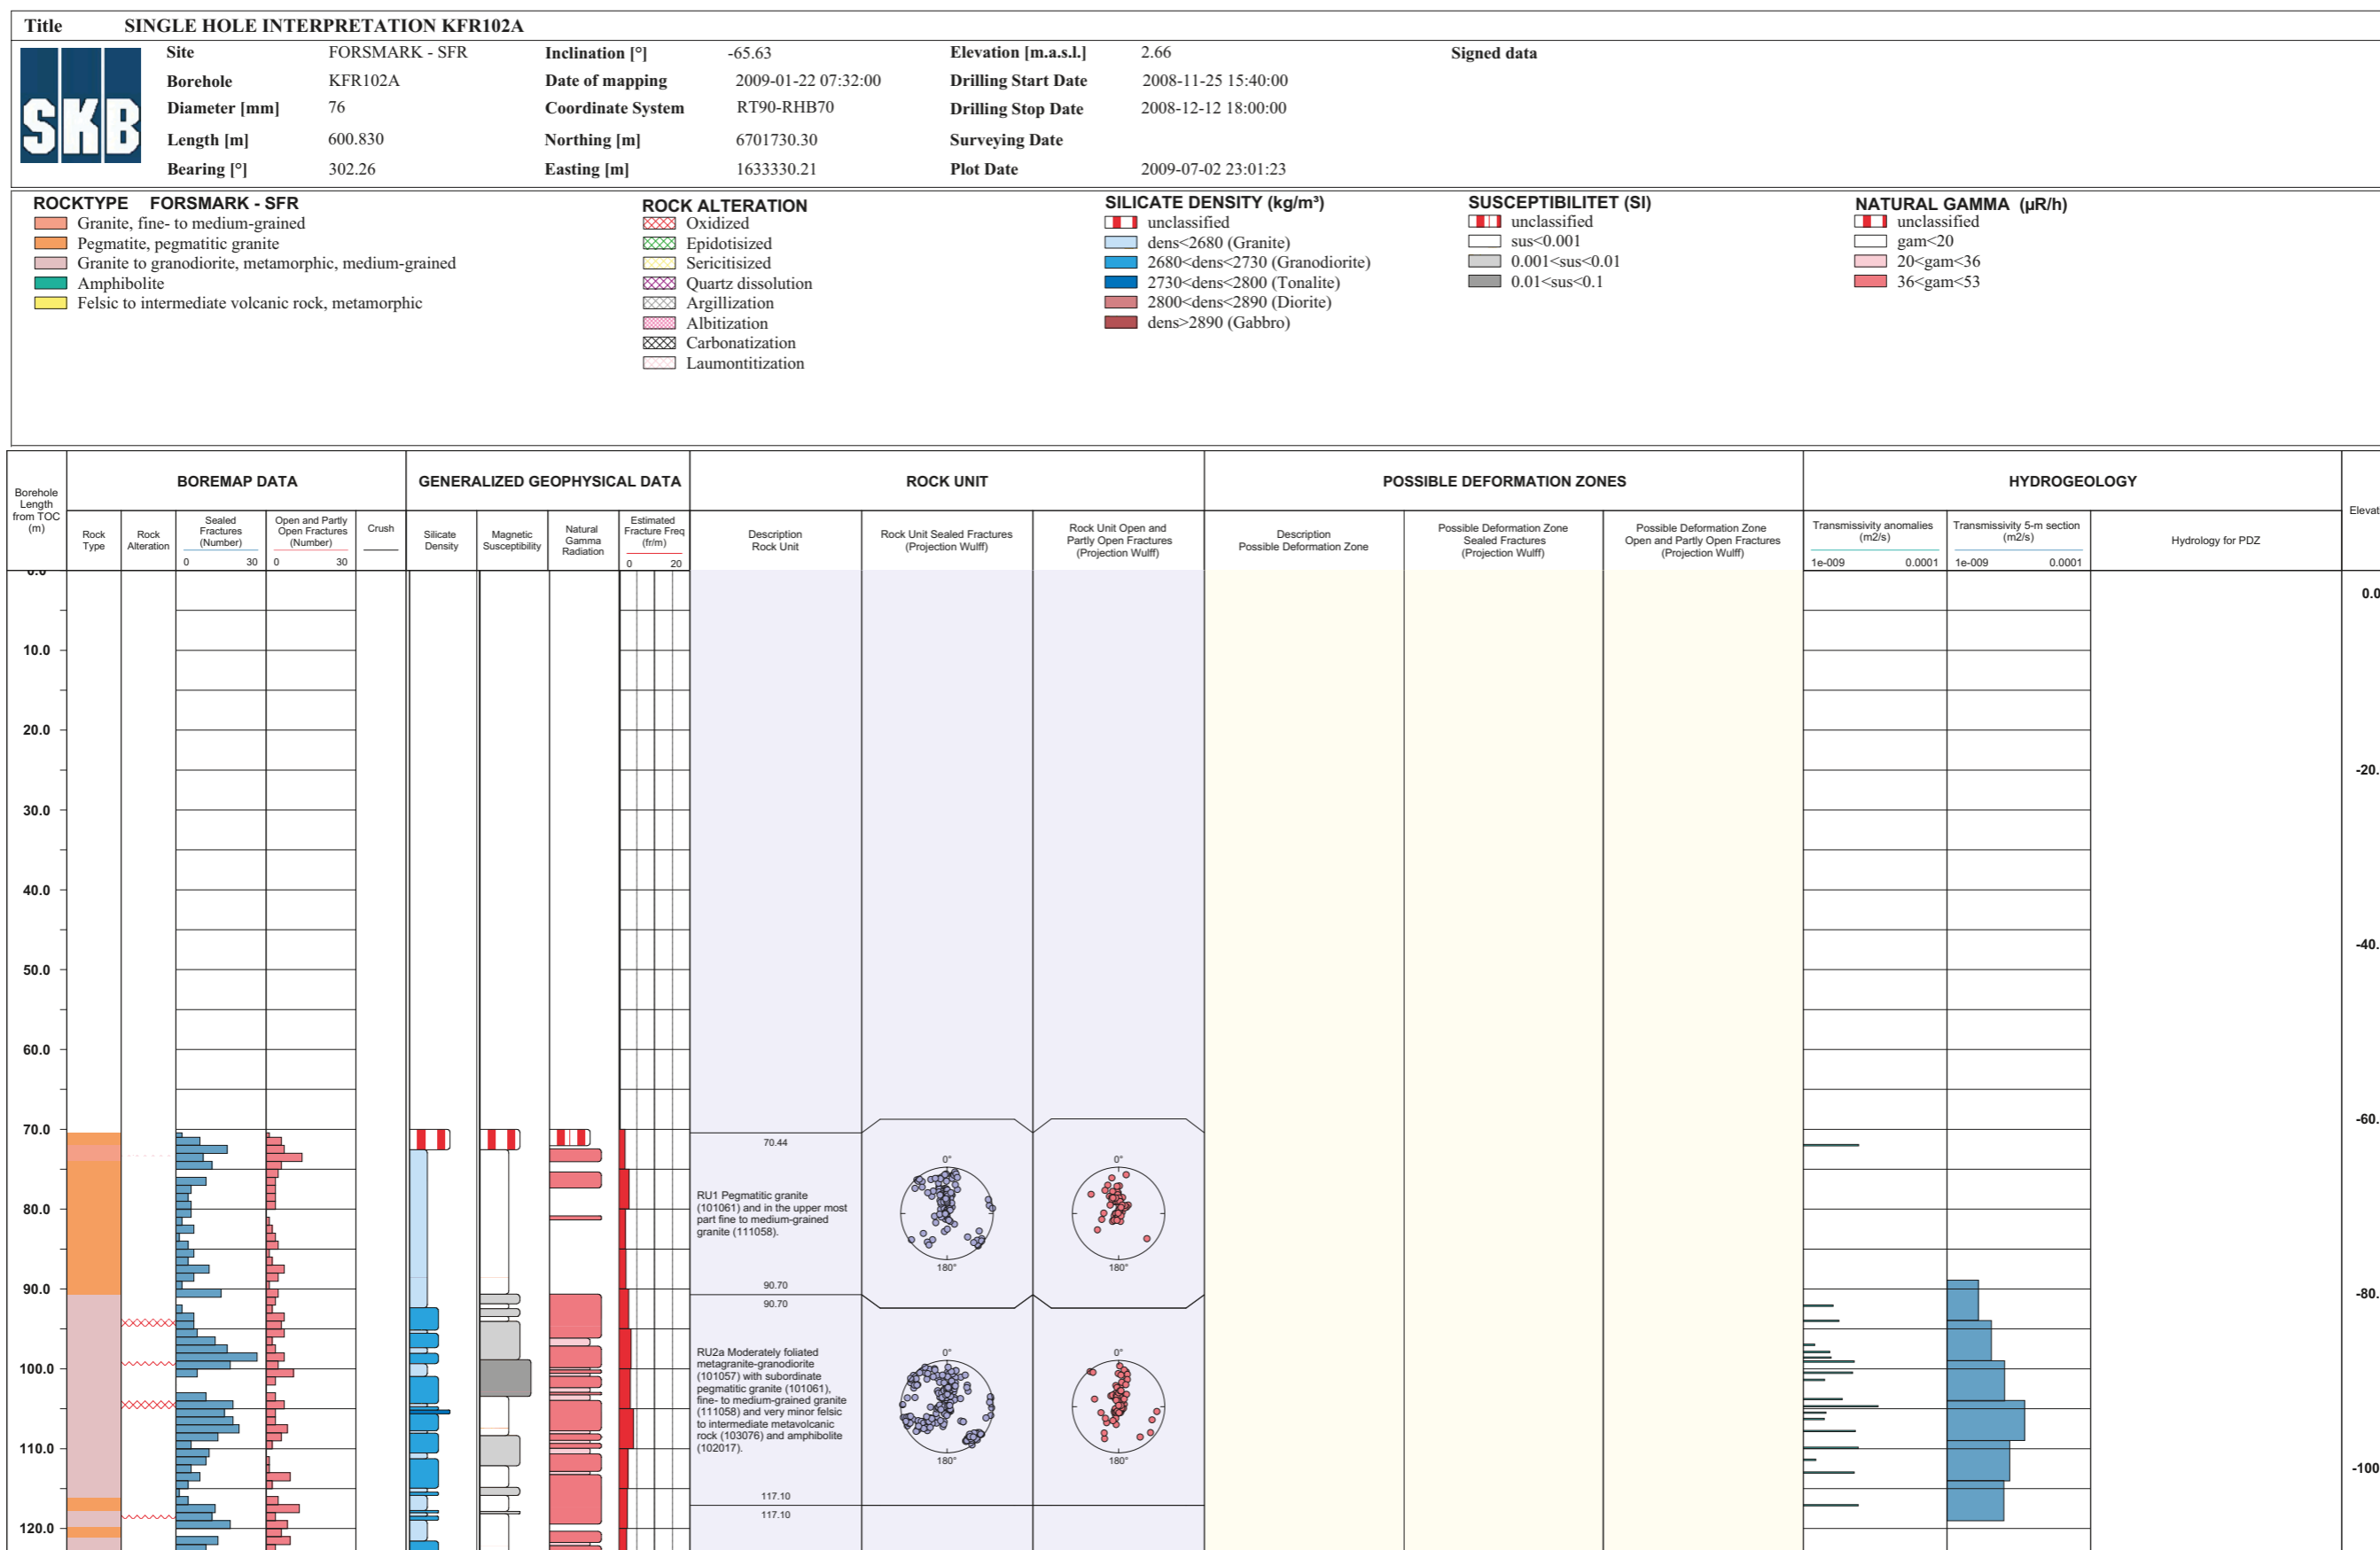 Title SINGLE HOLE INTERPRETATION KFR102A
SKB
Site FORSMARK - SFR Inclination [°] -65.63 Elevation [m.a.s.l.] 2.66 Signed data
Borehole KFR102A Date of mapping 2009-01-22 07:32:00 Drilling Start Date 2008-11-25 15:40:00
Diameter [mm] 76 Coordinate System RT90-RHB70 Drilling Stop Date 2008-12-12 18:00:00
Length [m] 600.830 Northing [m] 6701730.30 Surveying Date
Bearing [°] 302.26 Easting [m] 1633330.21 Plot Date 2009-07-02 23:01:23
ROCKTYPE FORSMARK - SFR
Granite, fine- to medium-grained
Pegmatite, pegmatitic granite
Granite to granodiorite, metamorphic, medium-grained
Amphibolite
Felsic to intermediate volcanic rock, metamorphic
ROCK ALTERATION
Oxidized
Epidotisized
Sericitisized
Quartz dissolution
Argillization
Albitization
Carbonatization
Laumontitization
SILICATE DENSITY (kg/m³)
unclassified
dens<2680 (Granite)
2680<dens<2730 (Granodiorite)
2730<dens<2800 (Tonalite)
2800<dens<2890 (Diorite)
dens>2890 (Gabbro)
SUSCEPTIBILITET (SI)
unclassified
sus<0.001
0.001<sus<0.01
0.01<sus<0.1
NATURAL GAMMA (µR/h)
unclassified
gam<20
20<gam<36
36<gam<53
Borehole
Length
from TOC
(m)
BOREMAP DATA
GENERALIZED GEOPHYSICAL DATA
ROCK UNIT
POSSIBLE DEFORMATION ZONES
HYDROGEOLOGY
Rock
Type
Rock
Alteration
Sealed
Fractures
(Number)
0 30
Open and Partly
Open Fractures
(Number)
0 30
Crush
Silicate
Density
Magnetic
Susceptibility
Natural
Gamma
Radiation
Estimated
Fracture Freq
(fr/m)
0 20
Description
Rock Unit
Rock Unit Sealed Fractures
(Projection Wulff)
Rock Unit Open and
Partly Open Fractures
(Projection Wulff)
Description
Possible Deformation Zone
Possible Deformation Zone
Sealed Fractures
(Projection Wulff)
Possible Deformation Zone
Open and Partly Open Fractures
(Projection Wulff)
Transmissivity anomalies
(m2/s)
1e-009 0.0001
Transmissivity 5-m section
(m2/s)
1e-009 0.0001
Hydrology for PDZ
Elevat
0.0
10.0
20.0
30.0
40.0
50.0
60.0
70.0
80.0
90.0
100.0
110.0
120.0
70.44
RU1 Pegmatitic granite
(101061) and in the upper most
part fine to medium-grained
granite (111058).
90.70
0°
180°
0°
180°
90.70
RU2a Moderately foliated
metagranite-granodiorite
(101057) with subordinate
pegmatitic granite (101061),
fine- to medium-grained granite
(111058) and very minor felsic
to intermediate metavolcanic
rock (103076) and amphibolite
(102017).
117.10
0°
180°
0°
180°
117.10
0.0
-20.
-40.
-60.
-80.
-100